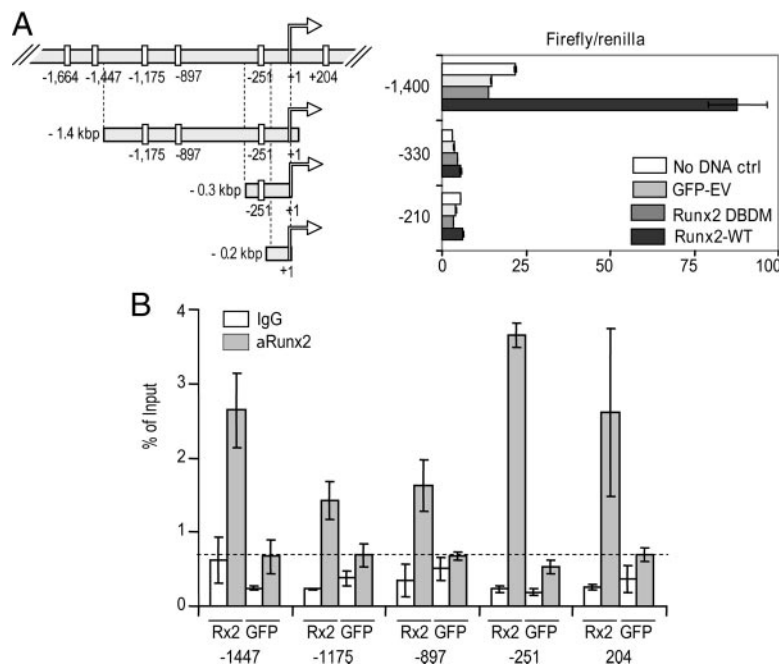 A
-1,664 -1,447 -1,175 -897 -251 +1 +204
- 1.4 kbp
-1,175 -897 -251 +1
- 0.3 kbp
-251 +1
- 0.2 kbp
+1
Firefly/renilla
-1,400
-330
-210
No DNA ctrl
GFP-EV
Runx2 DBDM
Runx2-WT
0 25 50 75 100
B
IgG
aRunx2
% of Input
4
3
2
1
0
Rx2 GFP Rx2 GFP Rx2 GFP Rx2 GFP Rx2 GFP
-1447 -1175 -897 -251 204